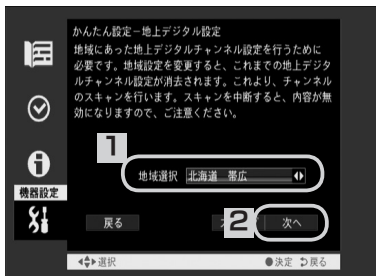 かんたん設定－地上デジタル設定
地域にあった地上デジタルチャンネル設定を行うために
必要です。地域設定を変更すると、これまでの地上デジタ
ルチャンネル設定が消去されます。これより、チャンネル
のスキャンを行います。スキャンを中断すると、内容が無
効になりますので、ご注意ください。
1
地域選択 北海道 帯広
機器設定
戻る 2 次へ
選択 ●決定 戻る